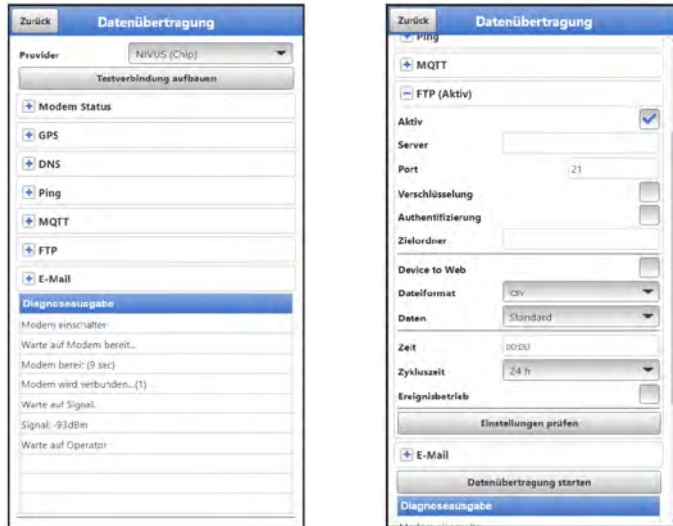 Zurück
Datenübertragung
Provider
NIVUS (Chip)
Testverbindung aufbauen
Modem Status
GPS
DNS
Ping
MQTT
FTP
E-Mail
Diagnoseausgabe
Modem einschalten
Warte auf Modem bereit...
Modem bereit (9 sec)
Modem wird verbunden...(1)
Warte auf Signal.
Signal: -93dBm
Warte auf Operator
Zurück
Datenübertragung
Ping
MQTT
FTP (Aktiv)
Aktiv
Server
Port 21
Verschlüsselung
Authentifizierung
Zielordner
Device to Web
Dateiformat csv
Daten Standard
Zeit 00:00
Zykluszeit 24 h
Ereignisbetrieb
Einstellungen prüfen
E-Mail
Datenübertragung starten
Diagnoseausgabe